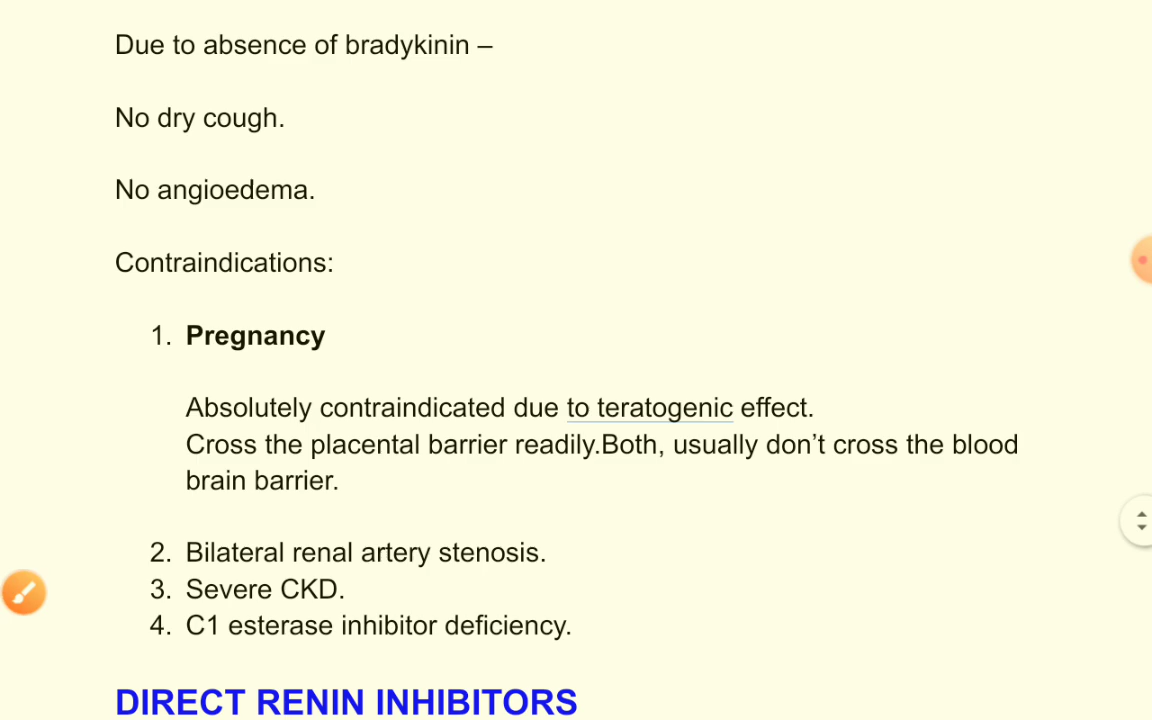 Due to absence of bradykinin –
No dry cough.
No angioedema.
Contraindications:
1. Pregnancy
Absolutely contraindicated due to teratogenic effect.
Cross the placental barrier readily.Both, usually don’t cross the blood
brain barrier.
2. Bilateral renal artery stenosis.
3. Severe CKD.
4. C1 esterase inhibitor deficiency.
DIRECT RENIN INHIBITORS